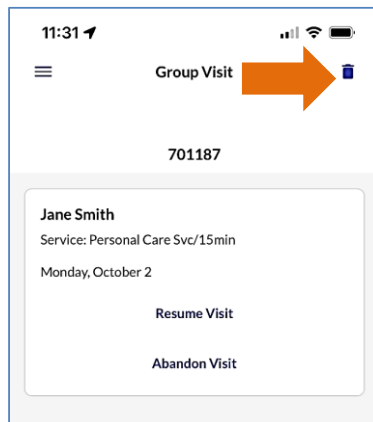 11:31
Group Visit
701187
Jane Smith
Service: Personal Care Svc/15min
Monday, October 2
Resume Visit
Abandon Visit